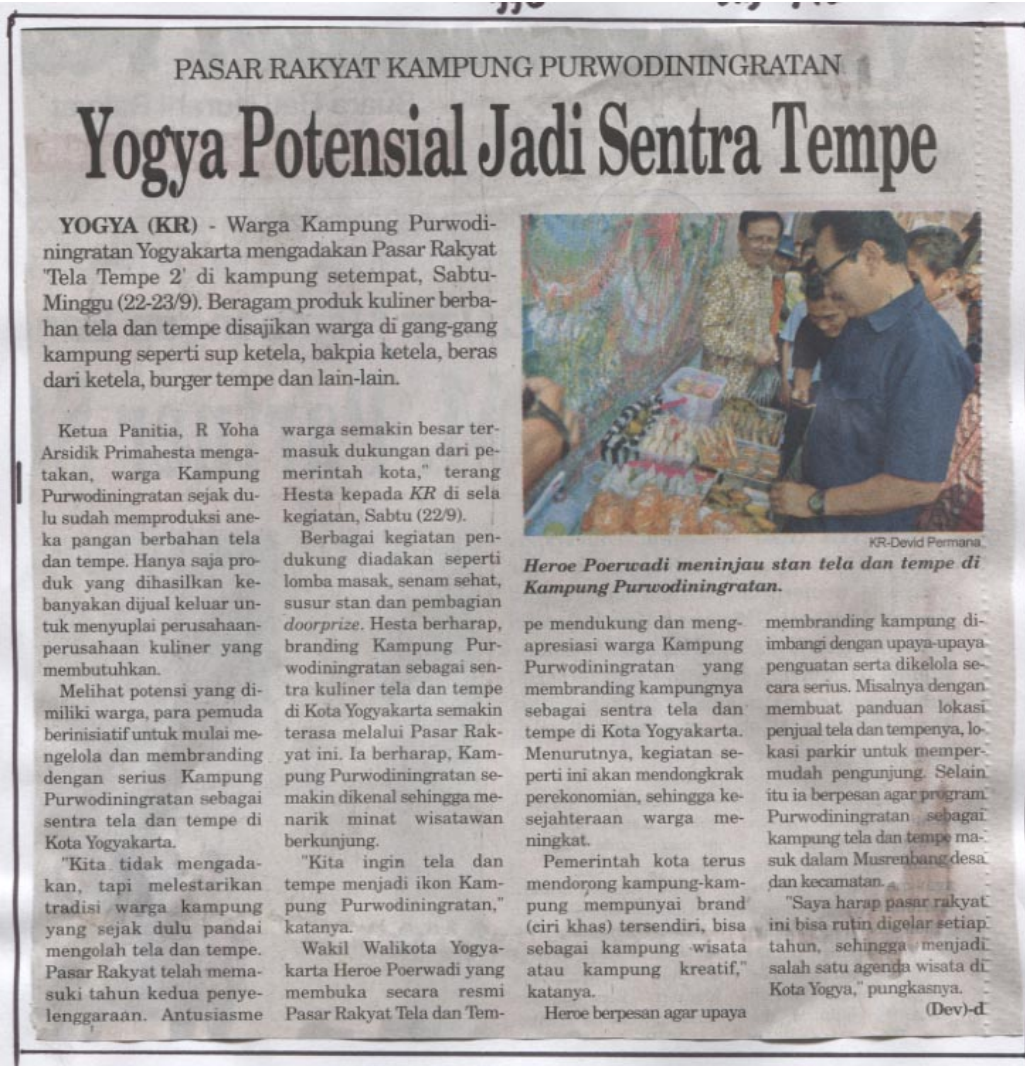 PASAR RAKYAT KAMPUNG PURWODININGRATAN
Yogya Potensial Jadi Sentra Tempe
YOGYA (KR) - Warga Kampung Purwodi-
ningratan Yogyakarta mengadakan Pasar Rakyat
'Tela Tempe 2' di kampung setempat, Sabtu-
Minggu (22-23/9). Beragam produk kuliner berba-
han tela dan tempe disajikan warga di gang-gang
kampung seperti sup ketela, bakpia ketela, beras
dari ketela, burger tempe dan lain-lain.
Ketua Panitia, R Yoha
Arsidik Primahesta menga-
takan, warga Kampung
Purwodiningratan sejak du-
lu sudah memproduksi ane-
ka pangan berbahan tela
dan tempe. Hanya saja pro-
duk yang dihasilkan ke-
banyakan dijual keluar un-
tuk menyuplai perusahaan-
perusahaan kuliner yang
membutuhkan.
Melihat potensi yang di-
miliki warga, para pemuda
berinisiatif untuk mulai me-
ngelola dan membranding
dengan serius Kampung
Purwodiningratan sebagai
sentra tela dan tempe di
Kota Yogyakarta.
"Kita tidak mengada-
kan, tapi melestarikan
tradisi warga kampung
yang sejak dulu pandai
mengolah tela dan tempe.
Pasar Rakyat telah mema-
suki tahun kedua penye-
lenggaraan. Antusiasme
warga semakin besar ter-
masuk dukungan dari pe-
merintah kota," terang
Hesta kepada KR di sela
kegiatan, Sabtu (22/9).
Berbagai kegiatan pen-
dukung diadakan seperti
lomba masak, senam sehat,
susur stan dan pembagian
doorprize. Hesta berharap,
branding Kampung Pur-
wodiningratan sebagai sen-
tra kuliner tela dan tempe
di Kota Yogyakarta semakin
terasa melalui Pasar Rak-
yat ini. Ia berharap, Kam-
pung Purwodiningratan se-
makin dikenal sehingga me-
narik minat wisatawan
berkunjung.
"Kita ingin tela dan
tempe menjadi ikon Kam-
pung Purwodiningratan,"
katanya.
Wakil Walikota Yogya-
karta Heroe Poerwadi yang
membuka secara resmi
Pasar Rakyat Tela dan Tem-
KR-Devid Permana
Heroe Poerwadi meninjau stan tela dan tempe di
Kampung Purwodiningratan.
pe mendukung dan meng-
apresiasi warga Kampung
Purwodiningratan yang
membranding kampungnya
sebagai sentra tela dan
tempe di Kota Yogyakarta.
Menurutnya, kegiatan se-
perti ini akan mendongkrak
perekonomian, sehingga ke-
sejahteraan warga me-
ningkat.
Pemerintah kota terus
mendorong kampung-kam-
pung mempunyai brand
(ciri khas) tersendiri, bisa
sebagai kampung wisata
atau kampung kreatif,"
katanya.
Heroe berpesan agar upaya
membranding kampung di-
imbangi dengan upaya-upaya
penguatan serta dikelola se-
cara serius. Misalnya dengan
membuat panduan lokasi
penjual tela dan tempenya, lo-
kasi parkir untuk memper-
mudah pengunjung. Selain
itu ia berpesan agar program
Purwodiningratan sebagai
kampung tela dan tempe ma-
suk dalam Musrenbang desa
dan kecamatan.
"Saya harap pasar rakyat
ini bisa rutin digelar setiap
tahun, sehingga menjadi
salah satu agenda wisata di
Kota Yogya," pungkasnya.
(Dev)-d